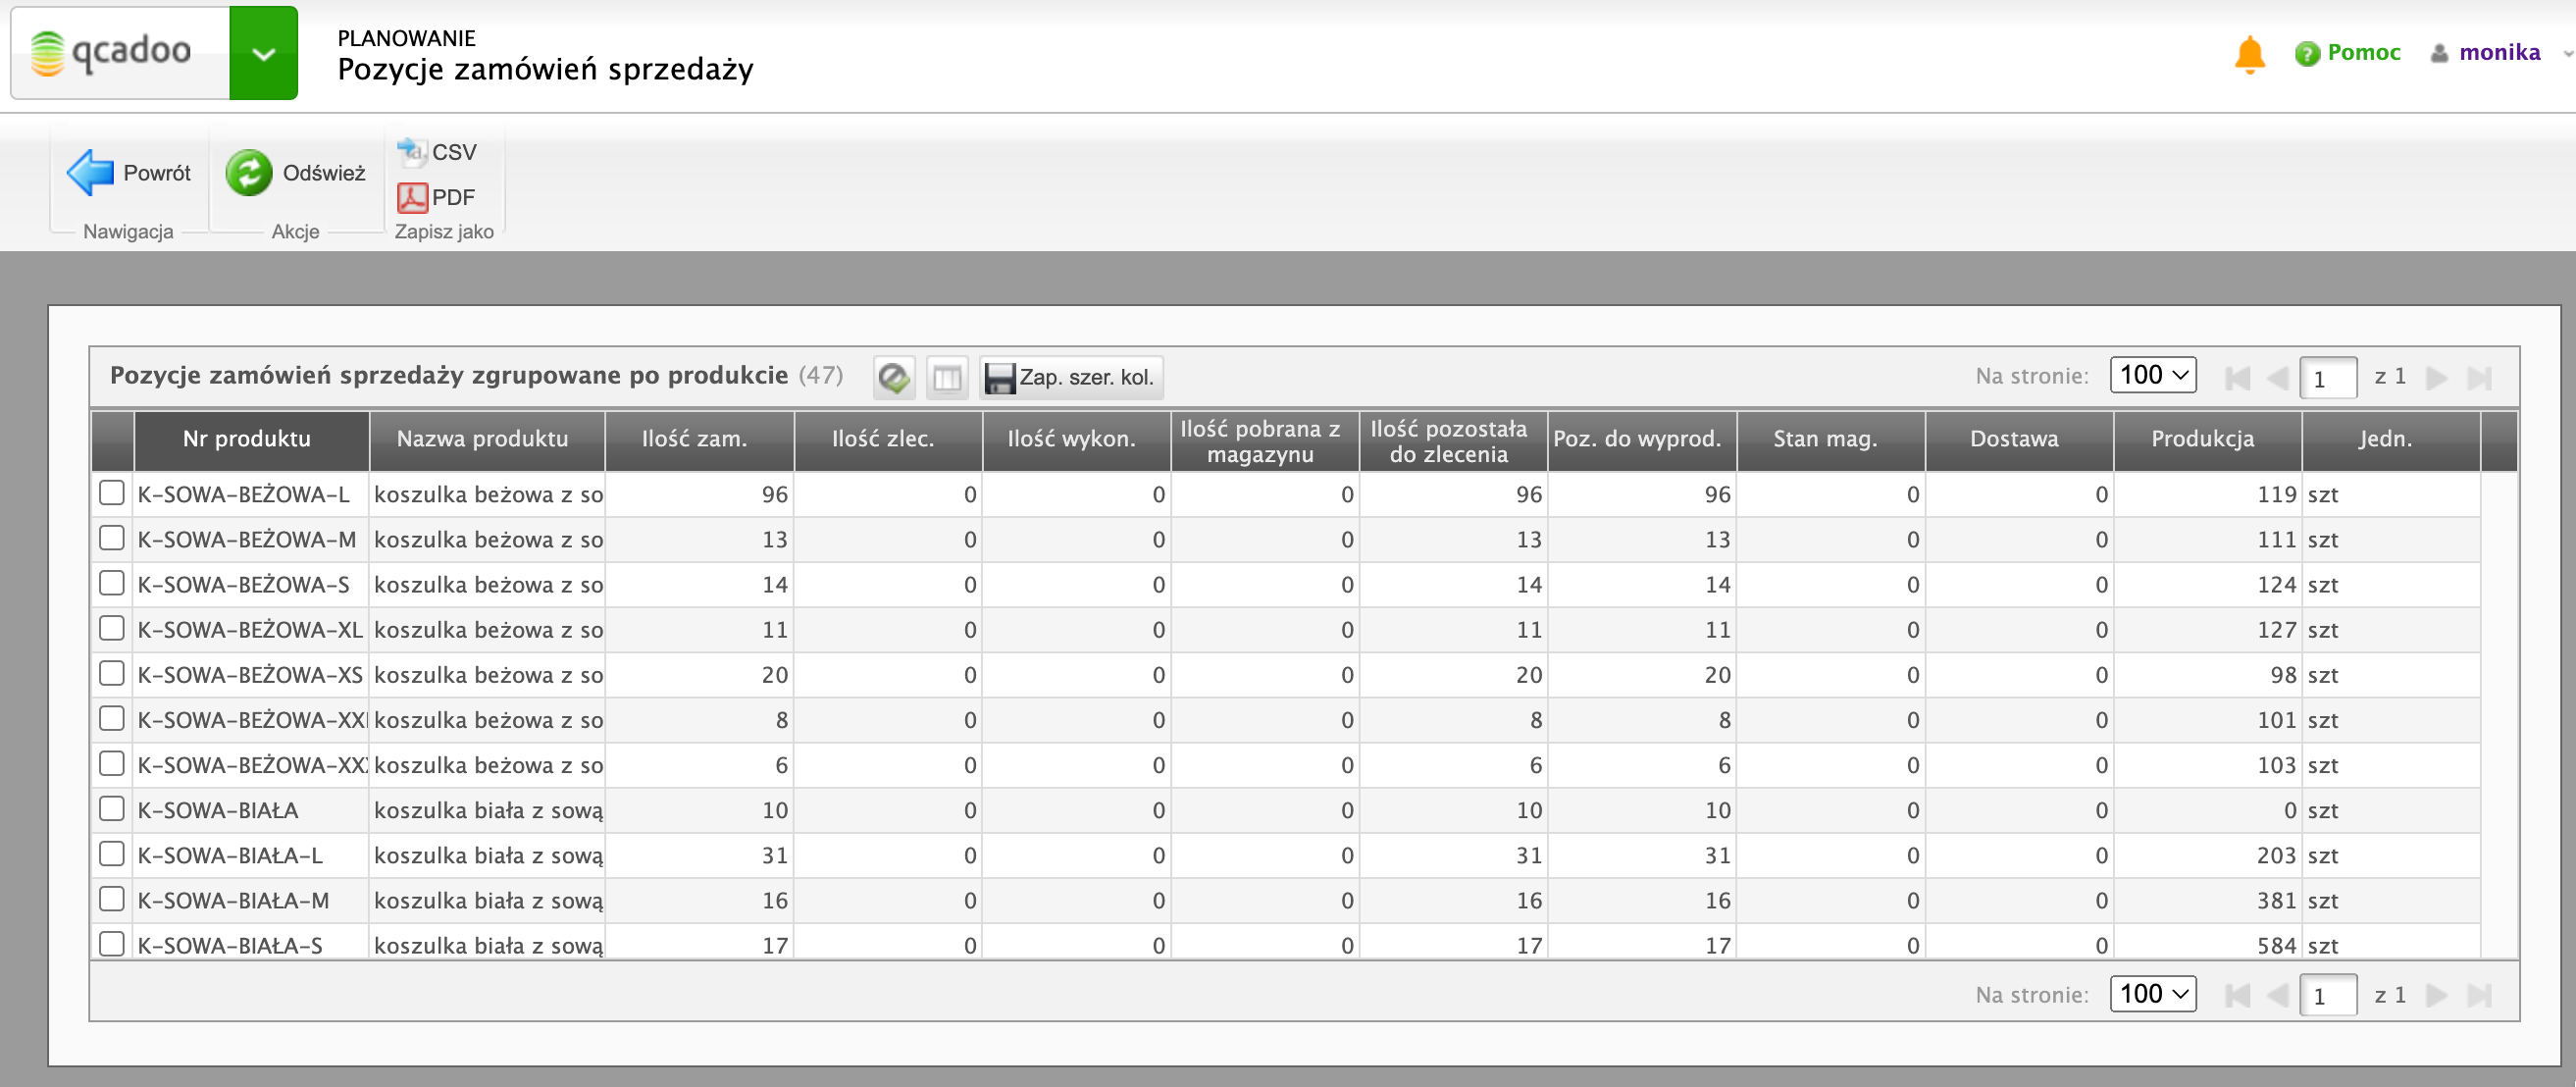 qcadoo
PLANOWANIE
Pozycje zamówień sprzedaży
Pomoc
monika
Powrót
Odśwież
CSV
PDF
Nawigacja
Akcje
Zapisz jako
Pozycje zamówień sprzedaży zgrupowane po produkcie (47) Zap. szer. kol. Na stronie: 100 1 z 1
Nr produktu Nazwa produktu Ilość zam. Ilość zlec. Ilość wykon. Ilość pobrana z magazynu Ilość pozostała do zlecenia Poz. do wyprod. Stan mag. Dostawa Produkcja Jedn.
K-SOWA-BEŻOWA-L koszulka beżowa z so 96 0 0 0 96 96 0 0 119 szt
K-SOWA-BEŻOWA-M koszulka beżowa z so 13 0 0 0 13 13 0 0 111 szt
K-SOWA-BEŻOWA-S koszulka beżowa z so 14 0 0 0 14 14 0 0 124 szt
K-SOWA-BEŻOWA-XL koszulka beżowa z so 11 0 0 0 11 11 0 0 127 szt
K-SOWA-BEŻOWA-XS koszulka beżowa z so 20 0 0 0 20 20 0 0 98 szt
K-SOWA-BEŻOWA-XXL koszulka beżowa z so 8 0 0 0 8 8 0 0 101 szt
K-SOWA-BEŻOWA-XXX koszulka beżowa z so 6 0 0 0 6 6 0 0 103 szt
K-SOWA-BIAŁA koszulka biała z sową 10 0 0 0 10 10 0 0 0 szt
K-SOWA-BIAŁA-L koszulka biała z sową 31 0 0 0 31 31 0 0 203 szt
K-SOWA-BIAŁA-M koszulka biała z sową 16 0 0 0 16 16 0 0 381 szt
K-SOWA-BIAŁA-S koszulka biała z sową 17 0 0 0 17 17 0 0 584 szt
Na stronie: 100 1 z 1